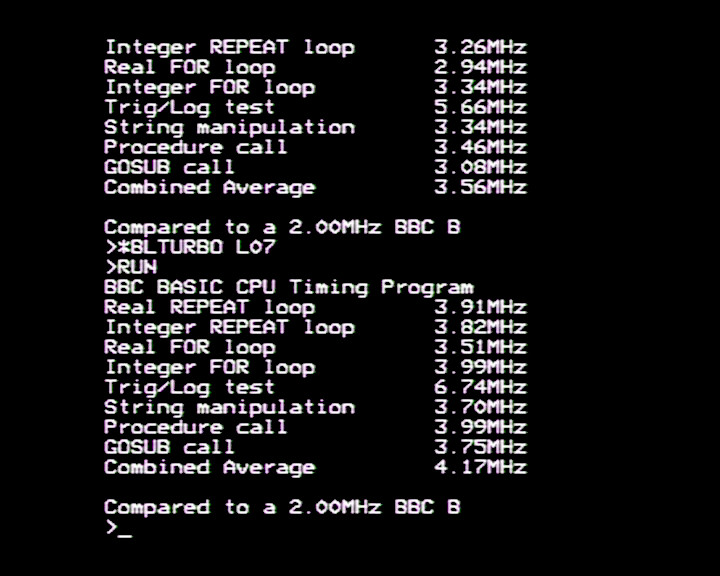 Integer REPEAT loop 3.26MHz
Real FOR loop 2.94MHz
Integer FOR loop 3.34MHz
Trig/Log test 5.66MHz
String manipulation 3.34MHz
Procedure call 3.46MHz
GOSUB call 3.08MHz
Combined Average 3.56MHz
Compared to a 2.00MHz BBC B
>*BLTURBO L07
>RUN
BBC BASIC CPU Timing Program
Real REPEAT loop 3.91MHz
Integer REPEAT loop 3.82MHz
Real FOR loop 3.51MHz
Integer FOR loop 3.99MHz
Trig/Log test 6.74MHz
String manipulation 3.70MHz
Procedure call 3.99MHz
GOSUB call 3.75MHz
Combined Average 4.17MHz
Compared to a 2.00MHz BBC B
>_